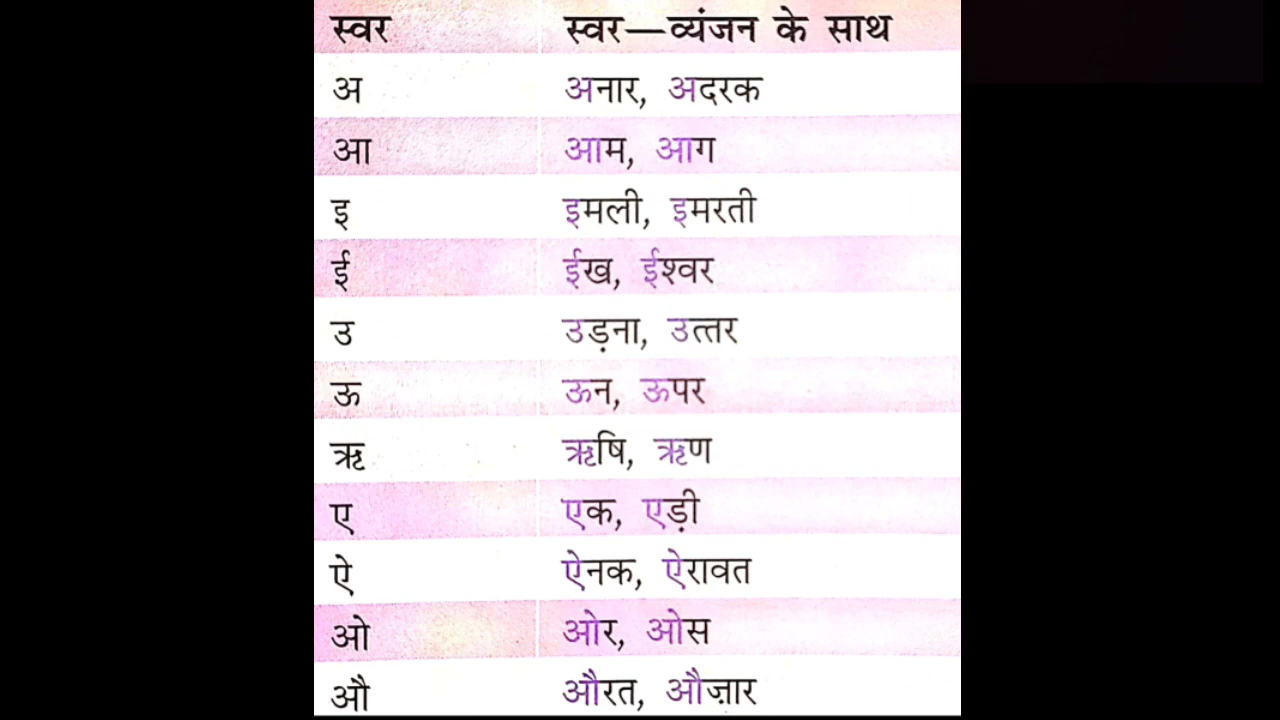 स्वर स्वर—व्यंजन के साथ
अ अनार, अदरक
आ आम, आग
इ इमली, इमरती
ई ईख, ईश्वर
उ उड़ना, उत्तर
ऊ ऊन, ऊपर
ऋ ऋषि, ऋण
ए एक, एड़ी
ऐ ऐनक, ऐरावत
ओ ओर, ओस
औ औरत, औज़ार